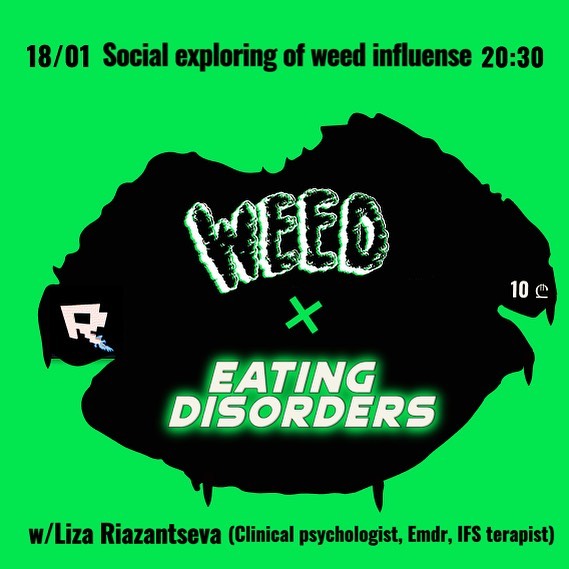 18/01 Social exploring of weed influense 20:30
WEED
10 ₾
R
×
EATING
DISORDERS
w/Liza Riazantseva (Clinical psychologist, Emdr, IFS terapist)